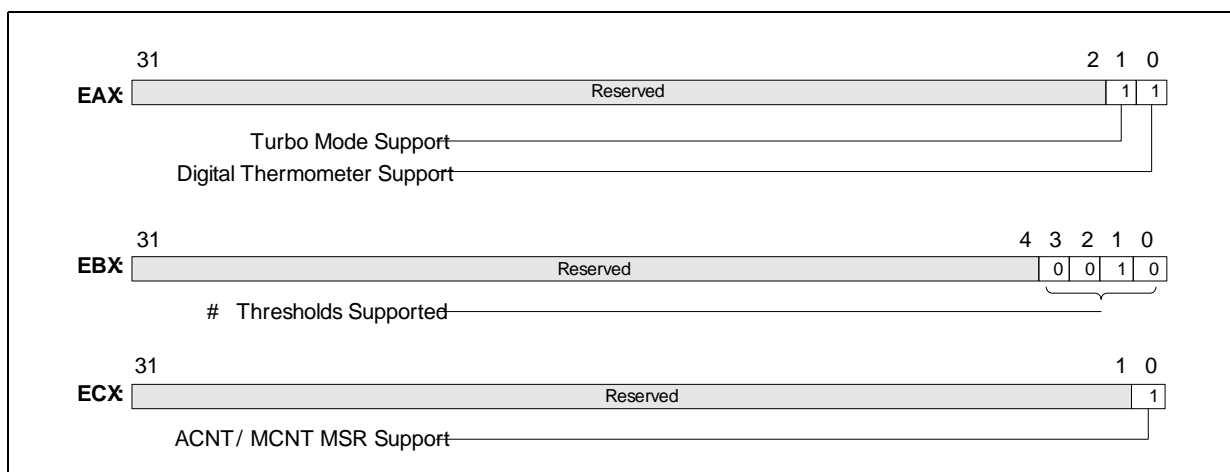 31 2 1 0
EAX: Reserved 1 1
Turbo Mode Support
Digital Thermometer Support
31 4 3 2 1 0
EBX: Reserved 0 0 1 0
# Thresholds Supported
31 1 0
ECX: Reserved 1
ACNT/ MCNT MSR Support